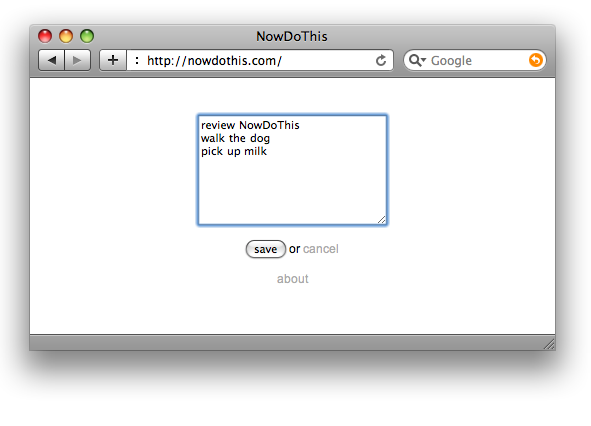 NowDoThis
+ : http://nowdothis.com/ Google
review NowDoThis
walk the dog
pick up milk
save or cancel
about